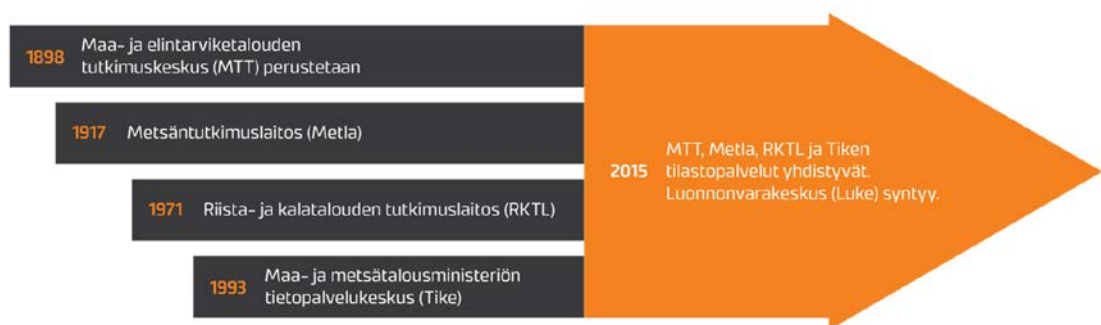 1898 Maa- ja elintarviketalouden
tutkimuskeskus (MTT) perustetaan
1917 Metsäntutkimuslaitos (Metla)
1971 Riista- ja kalatalouden tutkimuslaitos (RKTL)
1993 Maa- ja metsätalousministeriön
tietopalvelukeskus (Tike)
2015 MTT, Metla, RKTL ja Tiken
tilastopalvelut yhdistyvät.
Luonnonvarakeskus (Luke) syntyy.